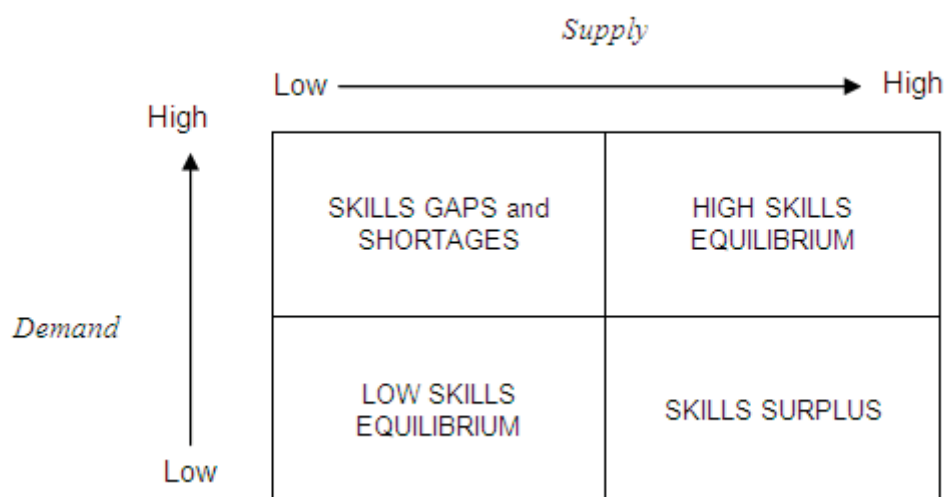 Supply
Low
High
High
SKILLS GAPS and
SHORTAGES
HIGH SKILLS
EQUILIBRIUM
Demand
LOW SKILLS
EQUILIBRIUM
SKILLS SURPLUS
Low